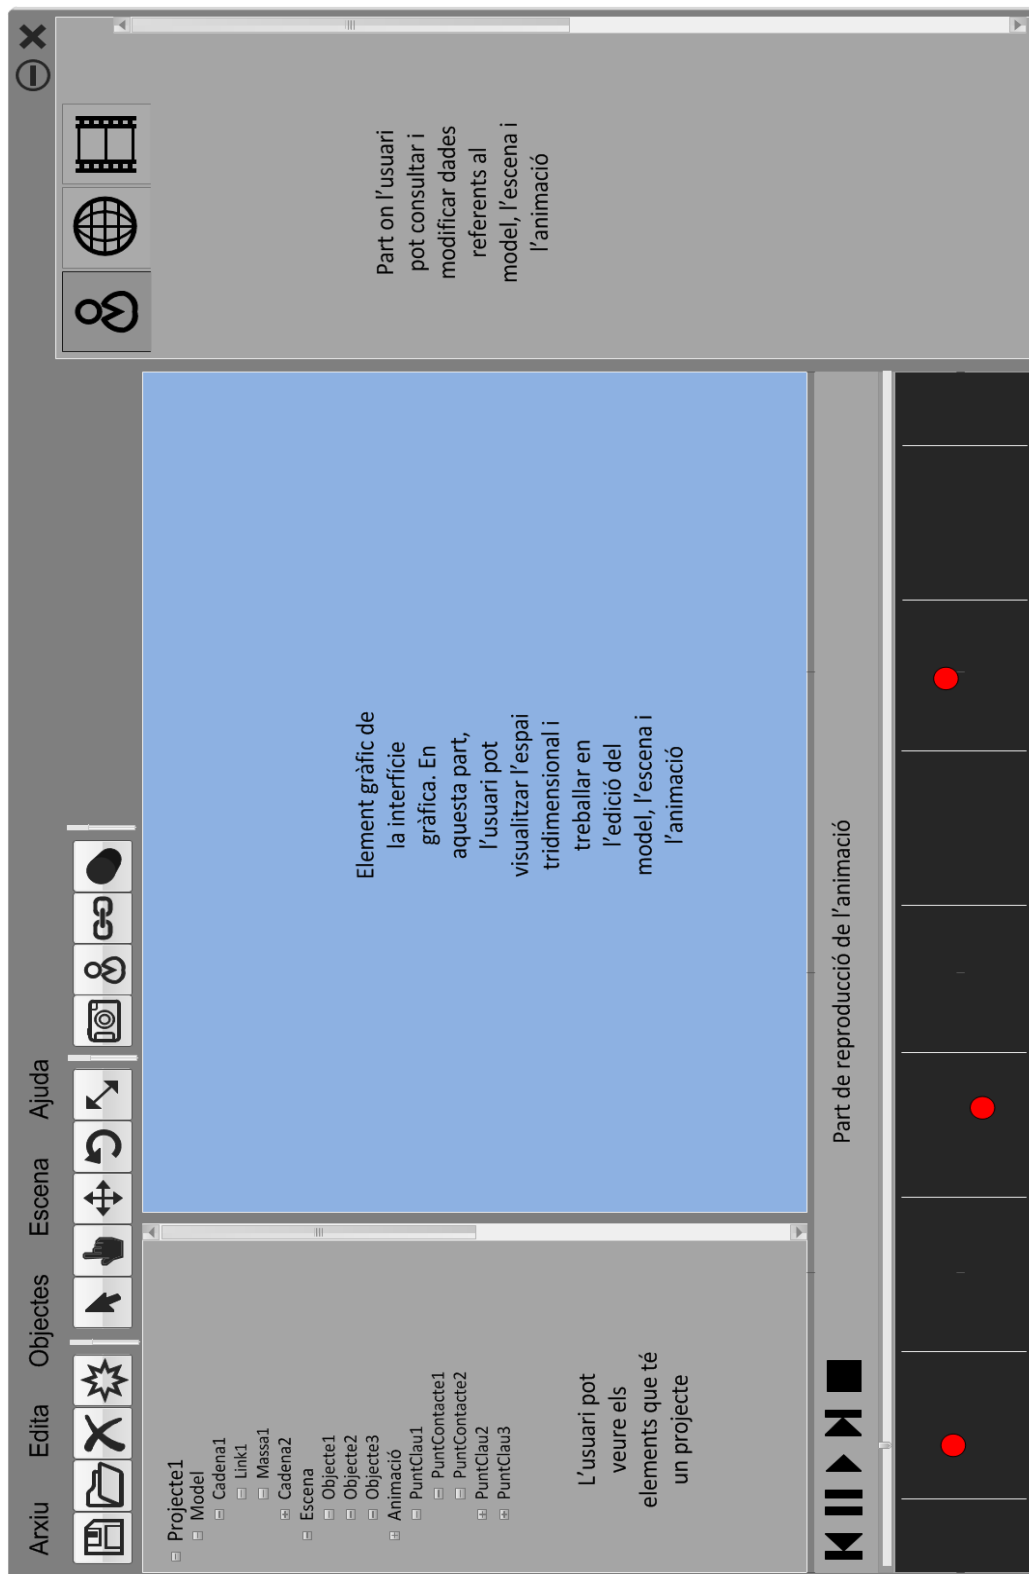 Arxiu Edita Objectes Escena Ajuda
Projecte1
Model
Cadena1
Link1
Massa1
Cadena2
Escena
Objecte1
Objecte2
Objecte3
Animació
PuntClau1
PuntContacte1
PuntContacte2
PuntClau2
PuntClau3
L'usuari pot
veure els
elements que té
un projecte
Element gràfic de
la interfície
gràfica. En
aquesta part,
l'usuari pot
visualitzar l'espai
tridimensional i
treballar en
l'edició del
model, l'escena i
l'animació
Part on l'usuari
pot consultar i
modificar dades
referents al
model, l'escena i
l'animació
Part de reproducció de l'animació